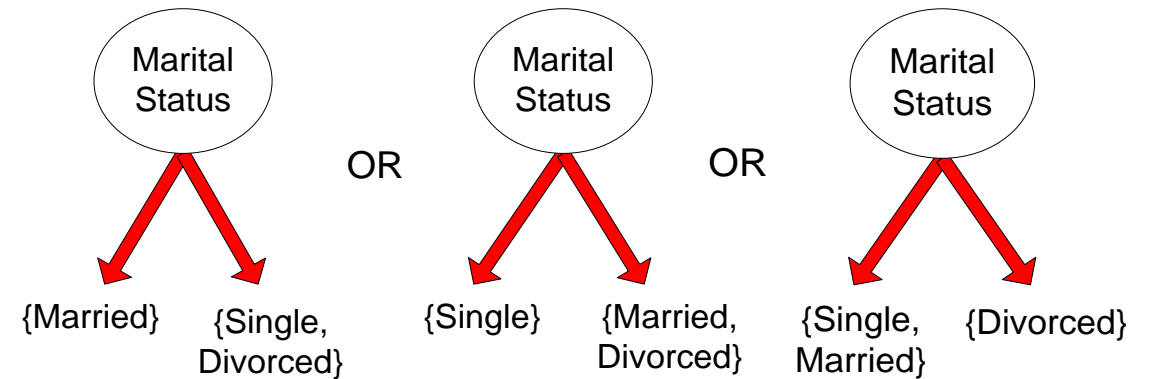 Marital
Status
Marital
Status
Marital
Status
OR
OR
{Married}
{Single,
Divorced}
{Single}
{Married,
Divorced}
{Single,
Married}
{Divorced}